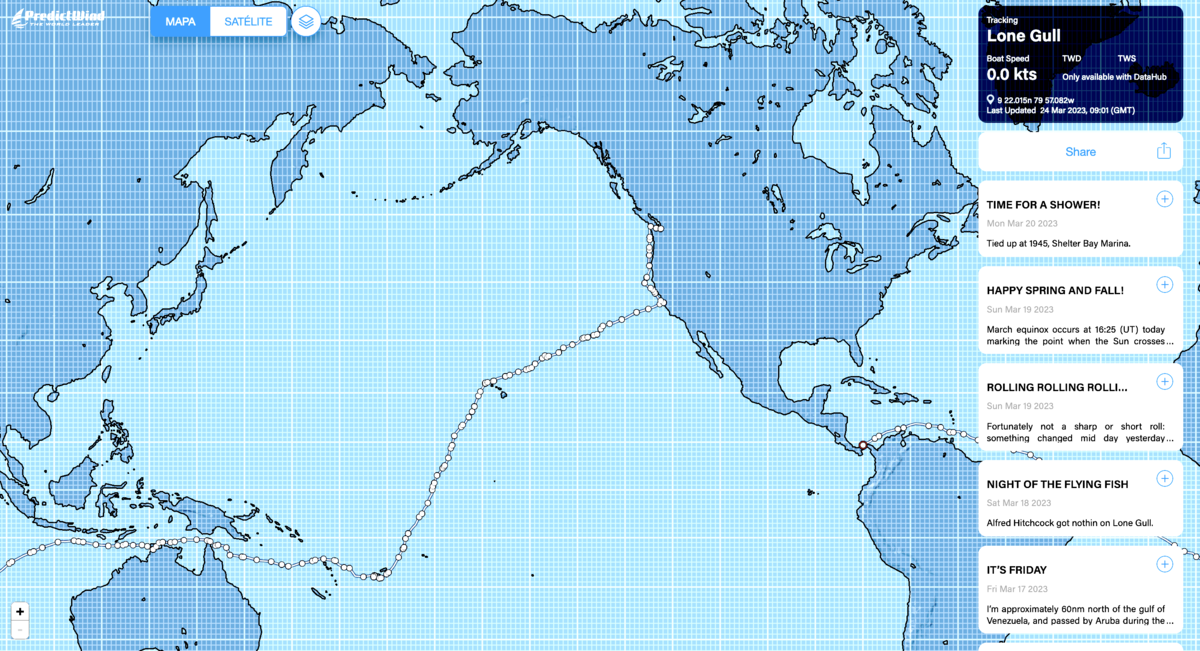 PredictWind
MAPA
SATÉLITE
Tracking
Lone Gull
Boat Speed
TWD
TWS
0.0 kts
Only available with DataHub
9 22.015n 79 57.082w
Last Updated 24 Mar 2023, 09:01 (GMT)
Share
TIME FOR A SHOWER!
Mon Mar 20 2023
Tied up at 1945, Shelter Bay Marina.
HAPPY SPRING AND FALL!
Sun Mar 19 2023
March equinox occurs at 16:25 (UT) today
marking the point when the Sun crosses...
ROLLING ROLLING ROLLI...
Sun Mar 19 2023
Fortunately not a sharp or short roll:
something changed mid day yesterday...
NIGHT OF THE FLYING FISH
Sat Mar 18 2023
Alfred Hitchcock got nothin on Lone Gull.
IT'S FRIDAY
Fri Mar 17 2023
I'm approximately 60nm north of the gulf of
Venezuela, and passed by Aruba during the...
+
-